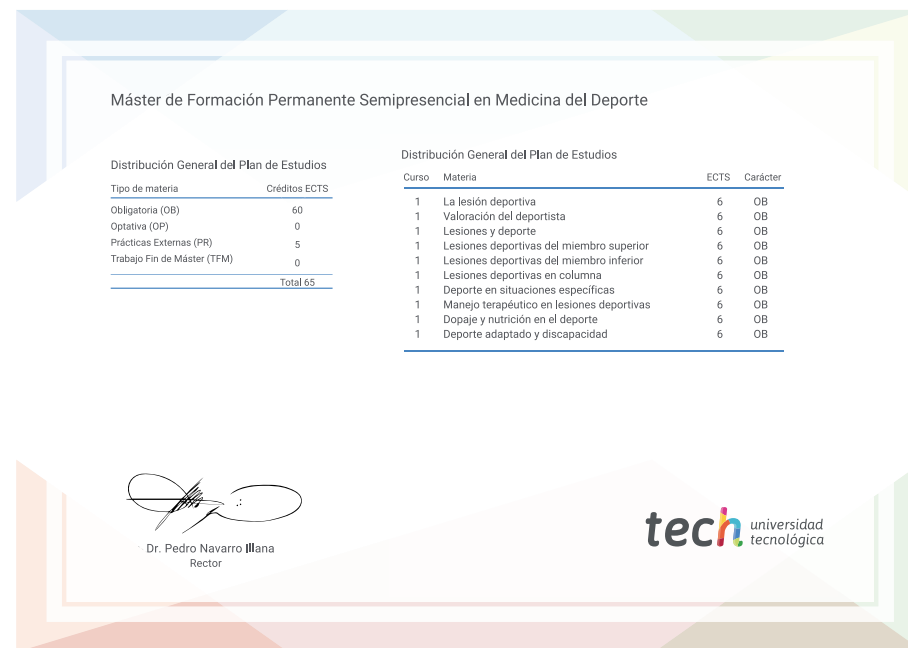 Máster de Formación Permanente Semipresencial en Medicina del Deporte
Distribución General del Plan de Estudios
Tipo de materia Créditos ECTS
Obligatoria (OB) 60
Optativa (OP) 0
Prácticas Externas (PR) 5
Trabajo Fin de Máster (TFM) 0
Total 65
Distribución General del Plan de Estudios
Curso Materia ECTS Carácter
1 La lesión deportiva 6 OB
1 Valoración del deportista 6 OB
1 Lesiones y deporte 6 OB
1 Lesiones deportivas del miembro superior 6 OB
1 Lesiones deportivas del miembro inferior 6 OB
1 Lesiones deportivas en columna 6 OB
1 Deporte en situaciones específicas 6 OB
1 Manejo terapéutico en lesiones deportivas 6 OB
1 Dopaje y nutrición en el deporte 6 OB
1 Deporte adaptado y discapacidad 6 OB
Dr. Pedro Navarro Illana
Rector
tech universidad
tecnológica